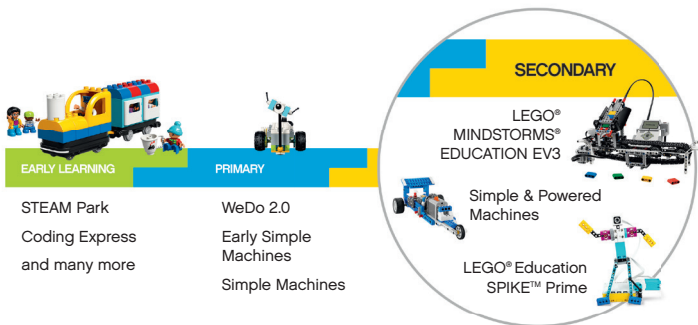 EARLY LEARNING
STEAM Park
Coding Express
and many more
PRIMARY
WeDo 2.0
Early Simple
Machines
Simple Machines
SECONDARY
LEGO®
MINDSTORMS®
EDUCATION EV3
Simple & Powered
Machines
LEGO® Education
SPIKE™ Prime